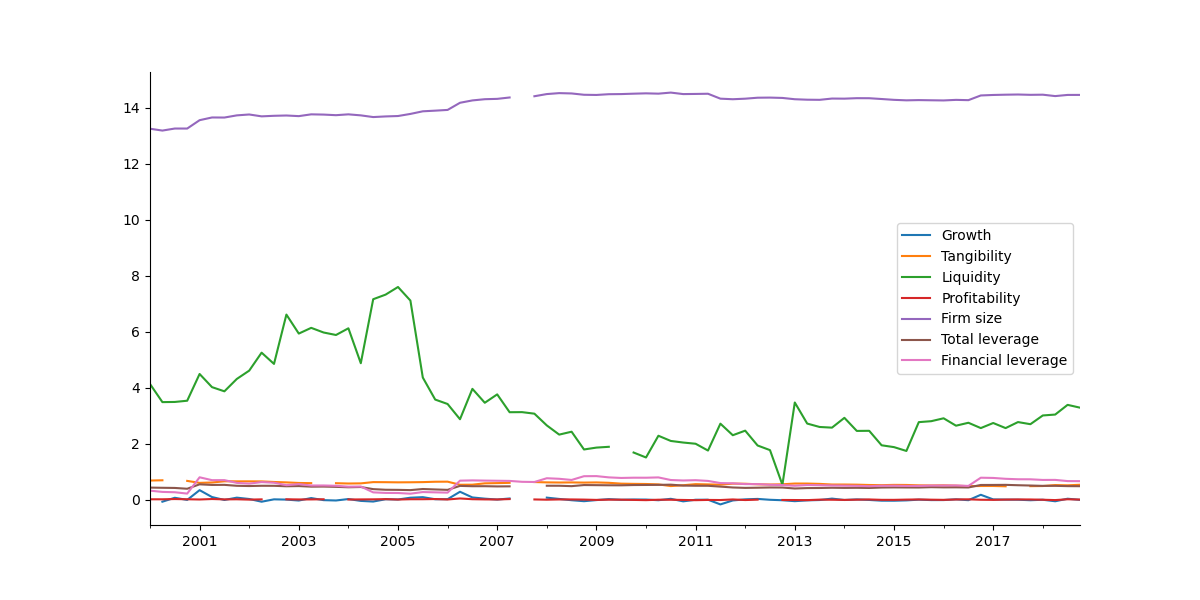 14
12
10
8
6
4
2
0
2001 2003 2005 2007 2009 2011 2013 2015 2017
Growth
Tangibility
Liquidity
Profitability
Firm size
Total leverage
Financial leverage